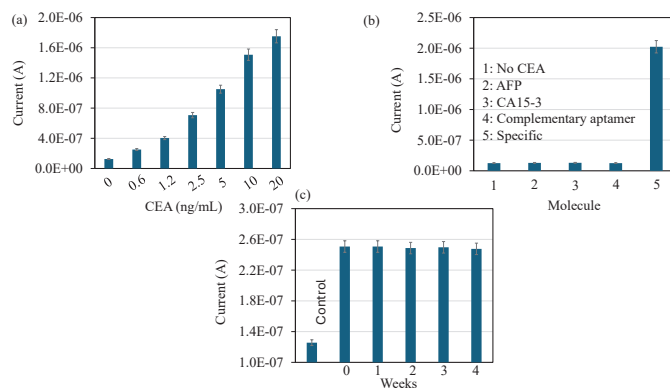 (a)
2.0E-06
1.6E-06
1.2E-06
8.0E-07
4.0E-07
0.0E+00
Current (A)
0
0.6
1.2
2.5
5
10
20
CEA (ng/mL)
(b)
2.5E-06
2.0E-06
1.5E-06
1.0E-06
5.0E-07
0.0E+00
Current (A)
1: No CEA
2: AFP
3: CA15-3
4: Complementary aptamer
5: Specific
1 2 3 4 5
Molecule
(c)
3.0E-07
2.6E-07
2.2E-07
1.8E-07
1.4E-07
1.0E-07
Current (A)
Control
0 1 2 3 4
Weeks